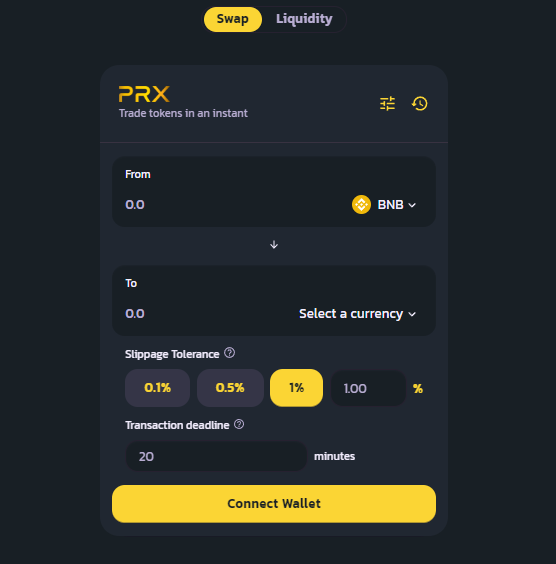 Swap Liquidity
PRX
Trade tokens in an instant
From
0.0 BNB
To
0.0 Select a currency
Slippage Tolerance
0.1% 0.5% 1% 1.00 %
Transaction deadline
20 minutes
Connect Wallet